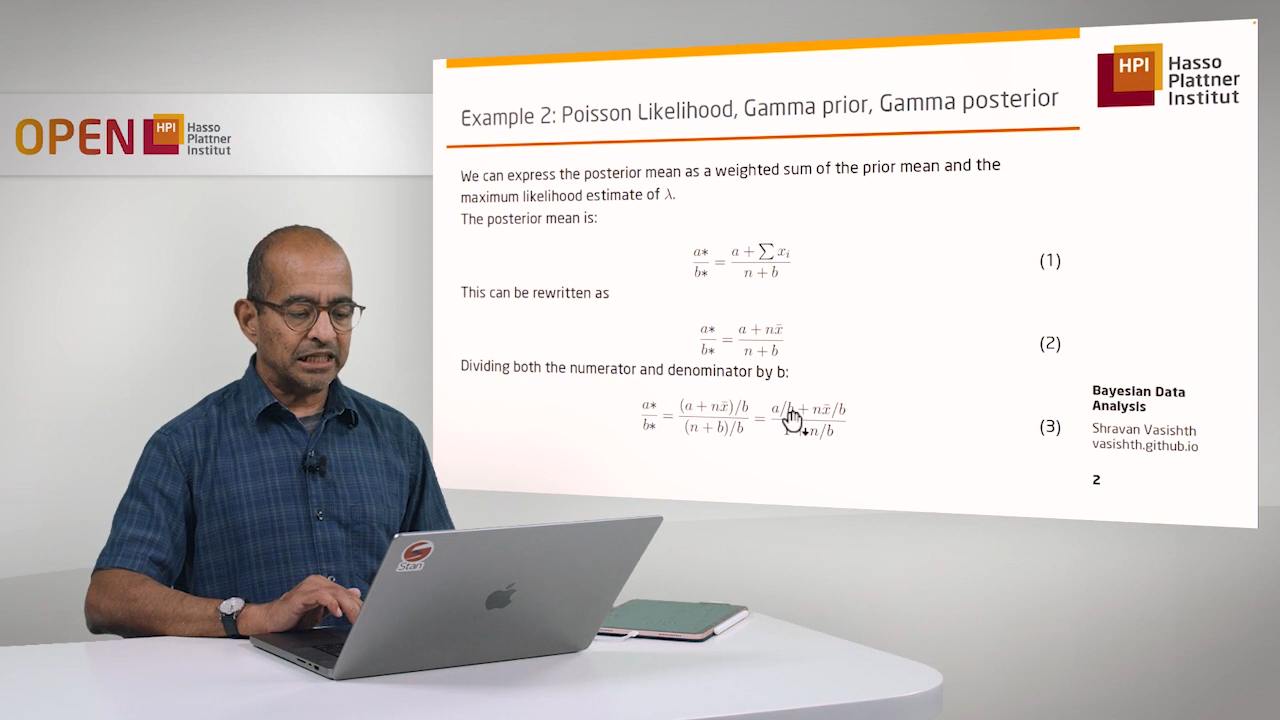 OPEN HPI Hasso
Plattner
Institut
HPI Hasso
Plattner
Institut
Example 2: Poisson Likelihood, Gamma prior, Gamma posterior
We can express the posterior mean as a weighted sum of the prior mean and the
maximum likelihood estimate of λ.
The posterior mean is:
a*/b* = (a + ∑ xᵢ)/(n + b) (1)
This can be rewritten as
a*/b* = (a + nx̄)/(n + b) (2)
Dividing both the numerator and denominator by b:
a*/b* = ((a + nx̄)/b)/((n + b)/b) = (a/b + nx̄/b)/(1 + n/b) (3)
Bayesian Data
Analysis
Shravan Vasishth
vasishth.github.io
2
Stan